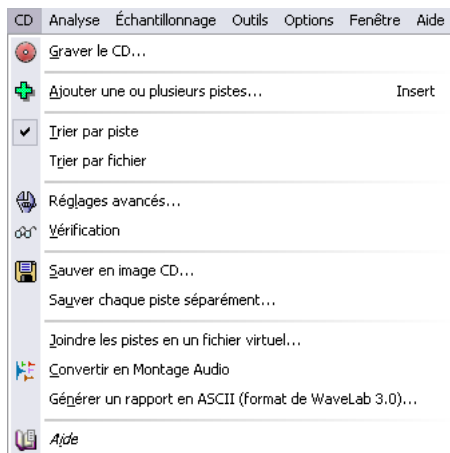 CD Analyse Échantillonnage Outils Options Fenêtre Aide
Graver le CD...
Ajouter une ou plusieurs pistes... Insert
Trier par piste
Trier par fichier
Réglages avancés...
Vérification
Sauver en image CD...
Sauver chaque piste séparément...
Joindre les pistes en un fichier virtuel...
Convertir en Montage Audio
Générer un rapport en ASCII (format de WaveLab 3.0)...
Aide